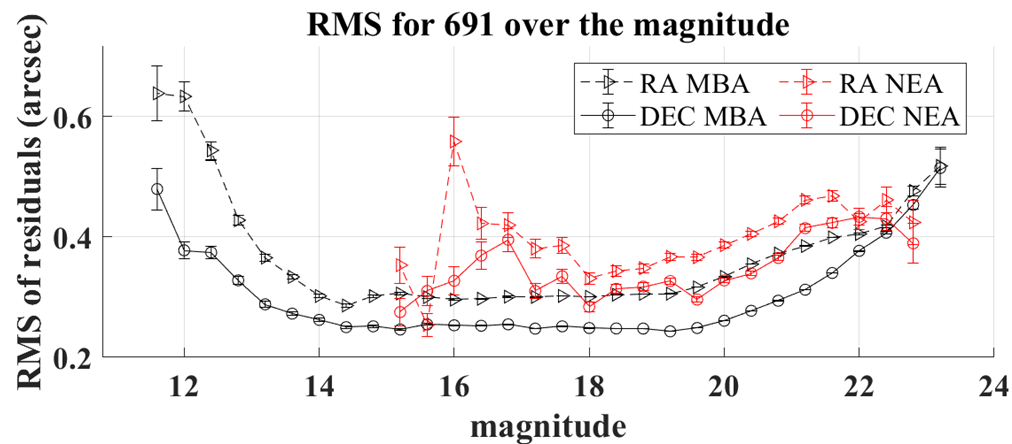 RMS for 691 over the magnitude
RMS of residuals (arcsec)
0.6
0.4
0.2
RA MBA
DEC MBA
RA NEA
DEC NEA
12 14 16 18 20 22 24
magnitude